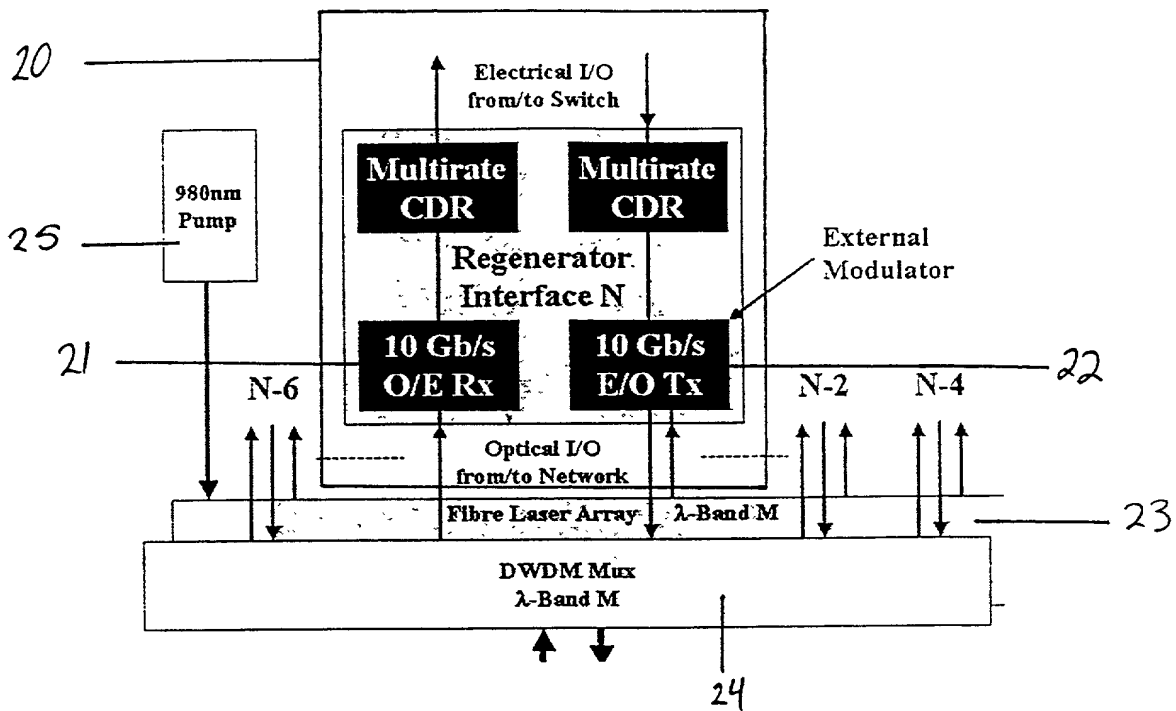 20
Electrical I/O
from/to Switch
980nm
Pump
25
Multirate
CDR
Multirate
CDR
Regenerator
Interface N
External
Modulator
21
10 Gb/s
O/E Rx
10 Gb/s
E/O Tx
22
N-6
N-2
N-4
Optical I/O
from/to Network
Fibre Laser Array
λ-Band M
23
DWDM Mux
λ-Band M
24